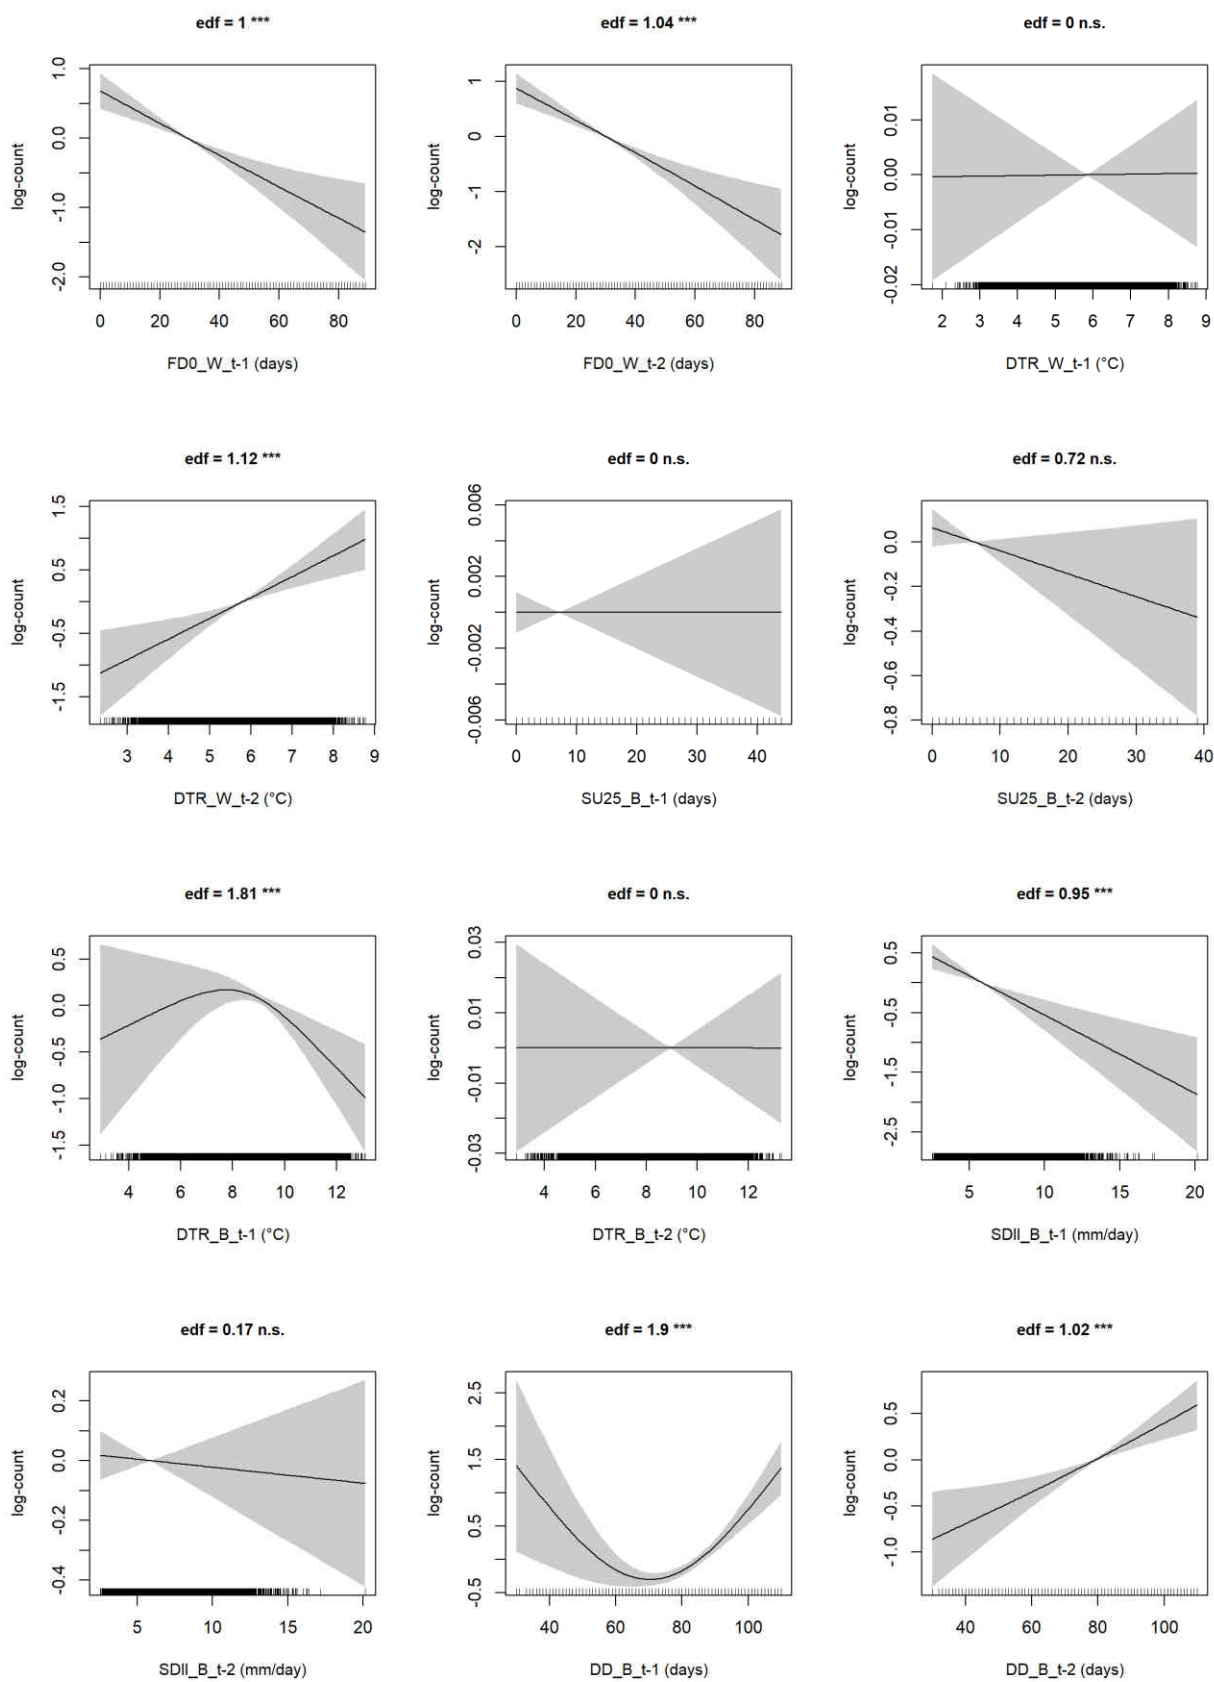 edf = 1 ***
log-count
1.0
0.0
-1.0
-2.0
0 20 40 60 80
FD0_W_t-1 (days)
edf = 1.04 ***
log-count
1
0
-1
-2
0 20 40 60 80
FD0_W_t-2 (days)
edf = 0 n.s.
log-count
0.01
0.00
-0.01
-0.02
2 3 4 5 6 7 8 9
DTR_W_t-1 (°C)
edf = 1.12 ***
log-count
1.5
0.5
-0.5
-1.5
3 4 5 6 7 8 9
DTR_W_t-2 (°C)
edf = 0 n.s.
log-count
0.006
0.002
-0.002
-0.006
0 10 20 30 40
SU25_B_t-1 (days)
edf = 0.72 n.s.
log-count
0.0
-0.2
-0.4
-0.6
-0.8
0 10 20 30 40
SU25_B_t-2 (days)
edf = 1.81 ***
log-count
0.5
0.0
-0.5
-1.0
-1.5
4 6 8 10 12
DTR_B_t-1 (°C)
edf = 0 n.s.
log-count
0.03
0.01
-0.01
-0.03
4 6 8 10 12
DTR_B_t-2 (°C)
edf = 0.95 ***
log-count
0.5
-0.5
-1.5
-2.5
5 10 15 20
SDII_B_t-1 (mm/day)
edf = 0.17 n.s.
log-count
0.2
0.0
-0.2
-0.4
5 10 15 20
SDII_B_t-2 (mm/day)
edf = 1.9 ***
log-count
2.5
1.5
0.5
-0.5
40 60 80 100
DD_B_t-1 (days)
edf = 1.02 ***
log-count
0.5
0.0
-0.5
-1.0
40 60 80 100
DD_B_t-2 (days)